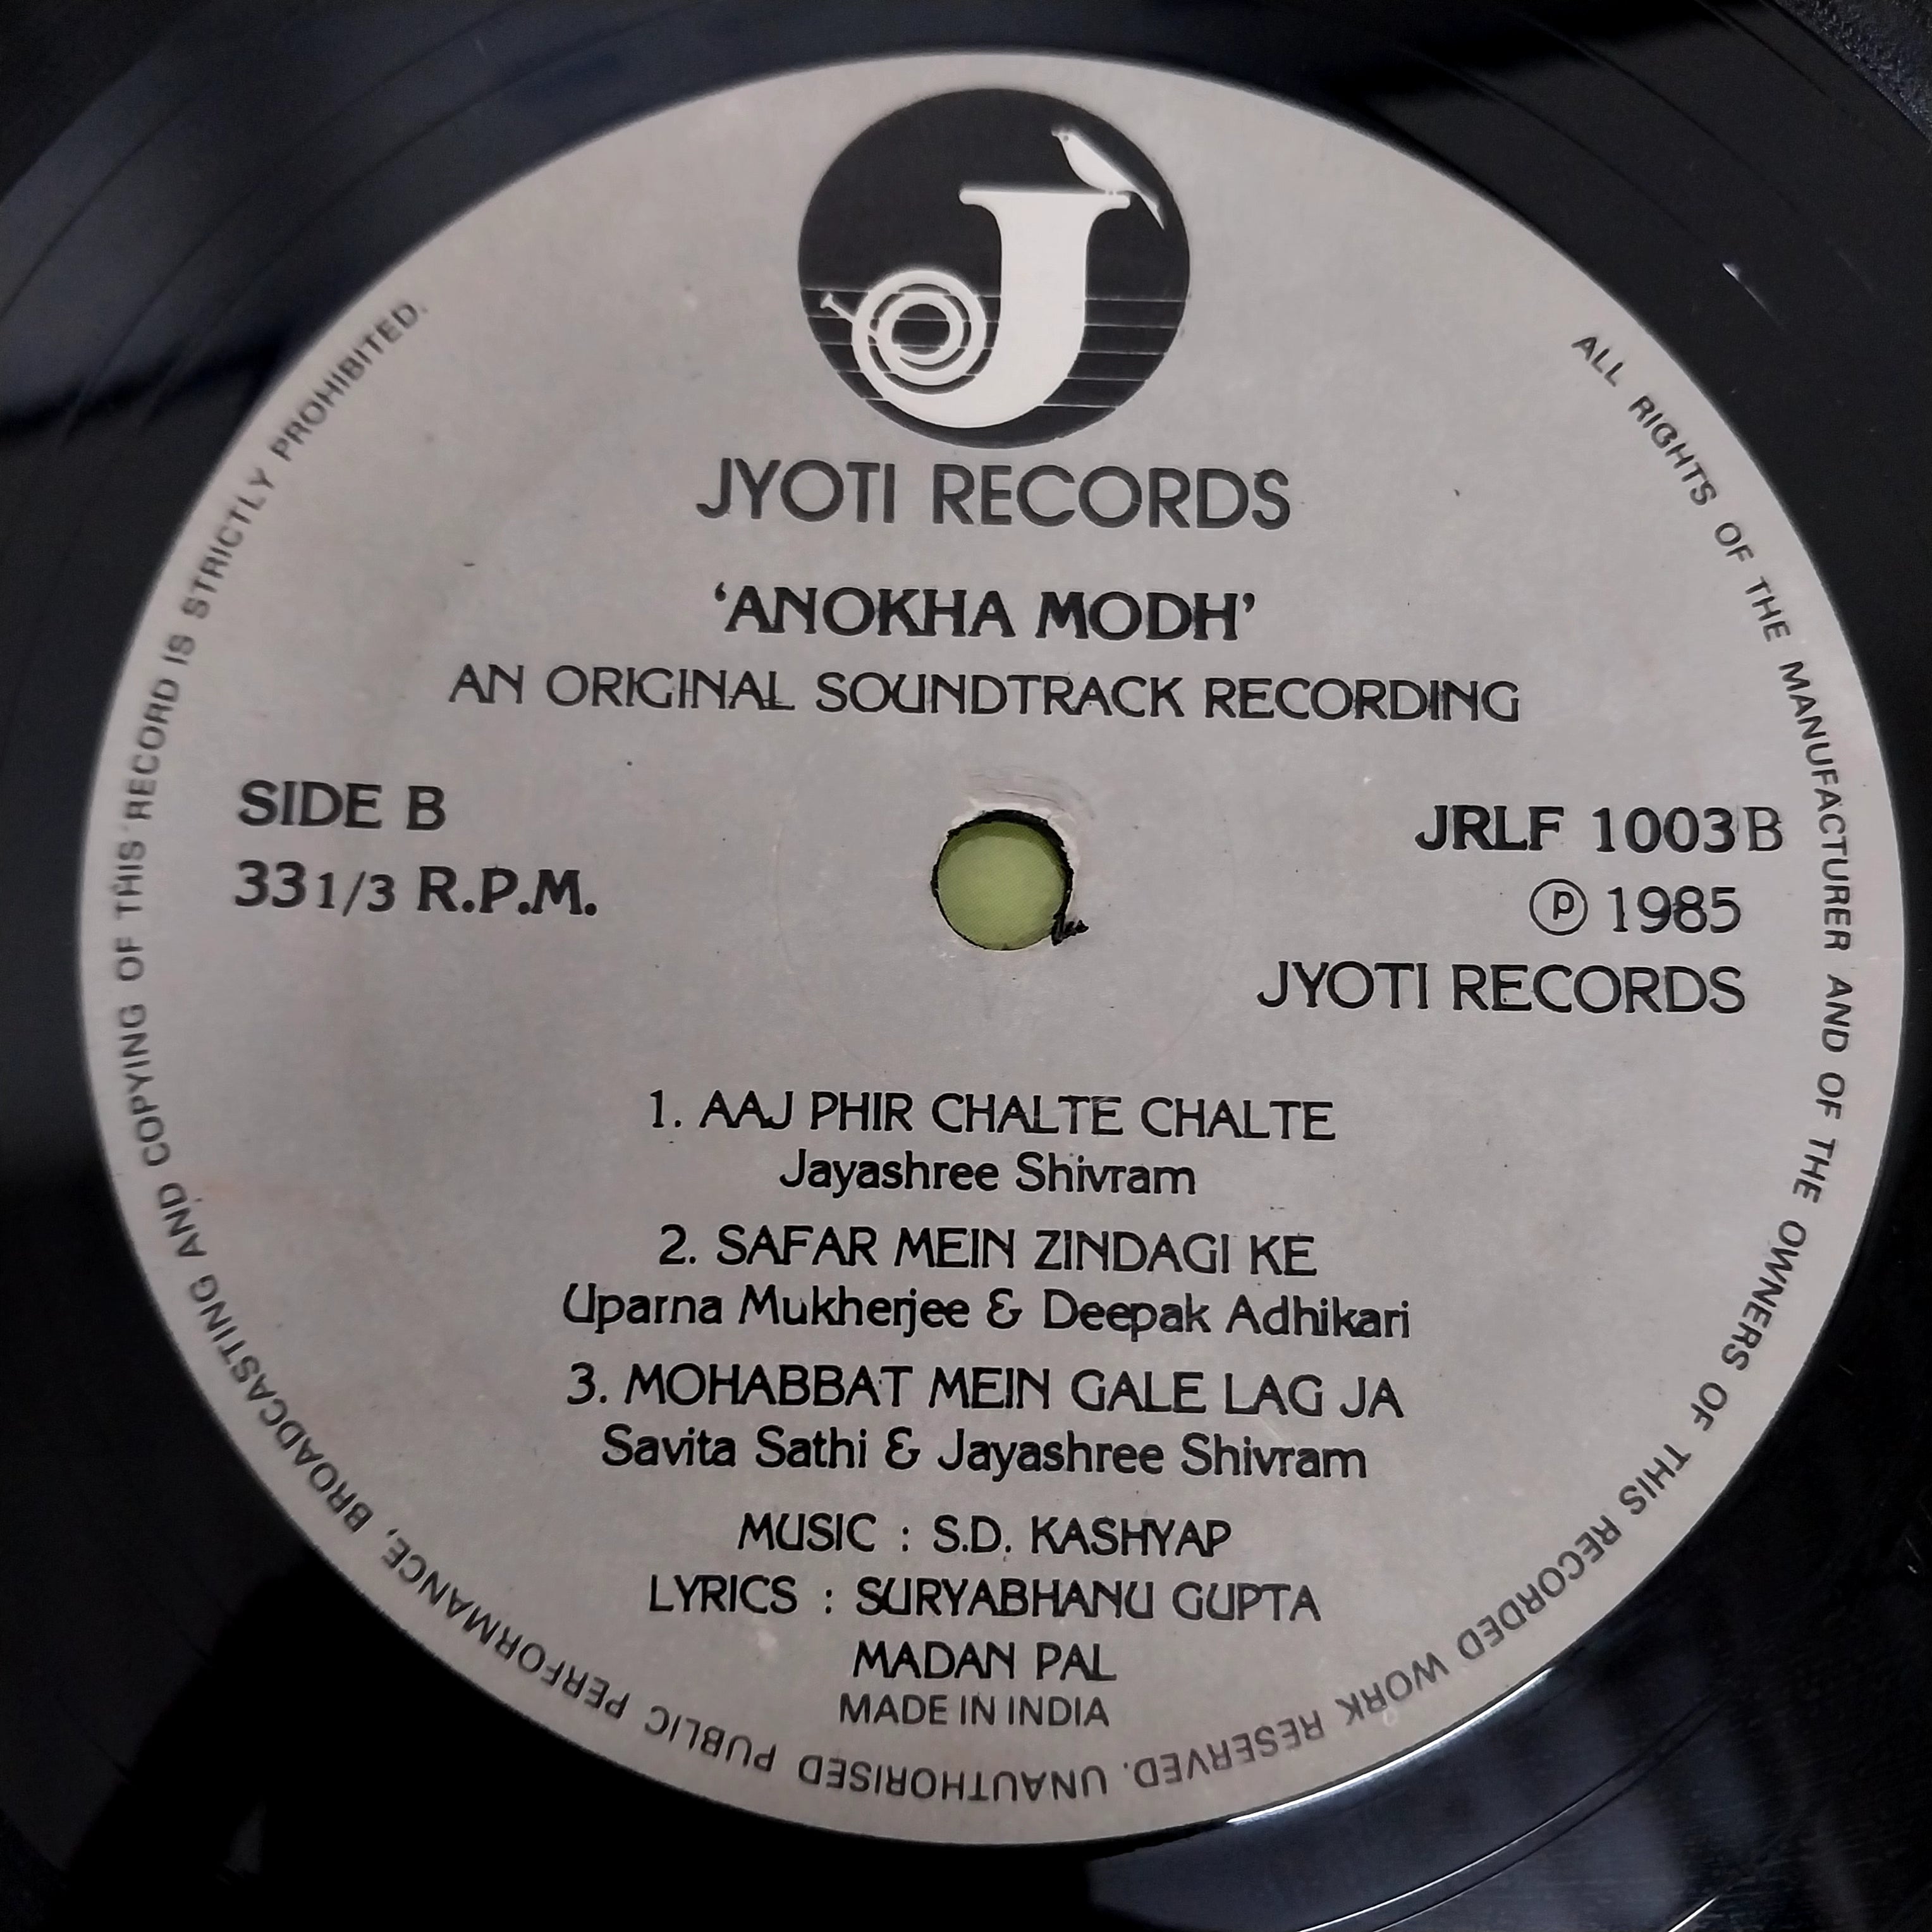 J
JYOTI RECORDS
‘ANOKHA MODH’
AN ORIGINAL SOUNDTRACK RECORDING
SIDE B
33 1/3 R.P.M.
JRLF 1003 B
Ⓟ 1985
JYOTI RECORDS
1. AAJ PHIR CHALTE CHALTE
Jayashree Shivram
2. SAFAR MEIN ZINDAGI KE
Uparna Mukherjee & Deepak Adhikari
3. MOHABBAT MEIN GALE LAG JA
Savita Sathi & Jayashree Shivram
MUSIC : S.D. KASHYAP
LYRICS : SURYABHANU GUPTA
MADAN PAL
MADE IN INDIA
ALL RIGHTS OF THE MANUFACTURER AND OF THE OWNERS OF THIS RECORDED WORK RESERVED. UNAUTHORISED PUBLIC PERFORMANCE, BROADCASTING AND COPYING OF THIS RECORD IS STRICTLY PROHIBITED.